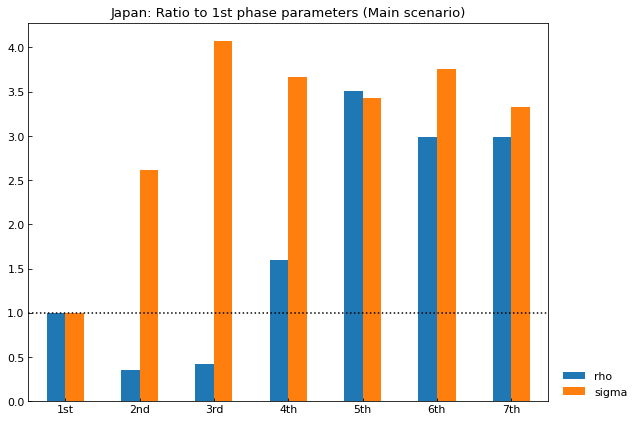 Japan: Ratio to 1st phase parameters (Main scenario)
4.0
3.5
3.0
2.5
2.0
1.5
1.0
0.5
0.0
1st 2nd 3rd 4th 5th 6th 7th
rho
sigma